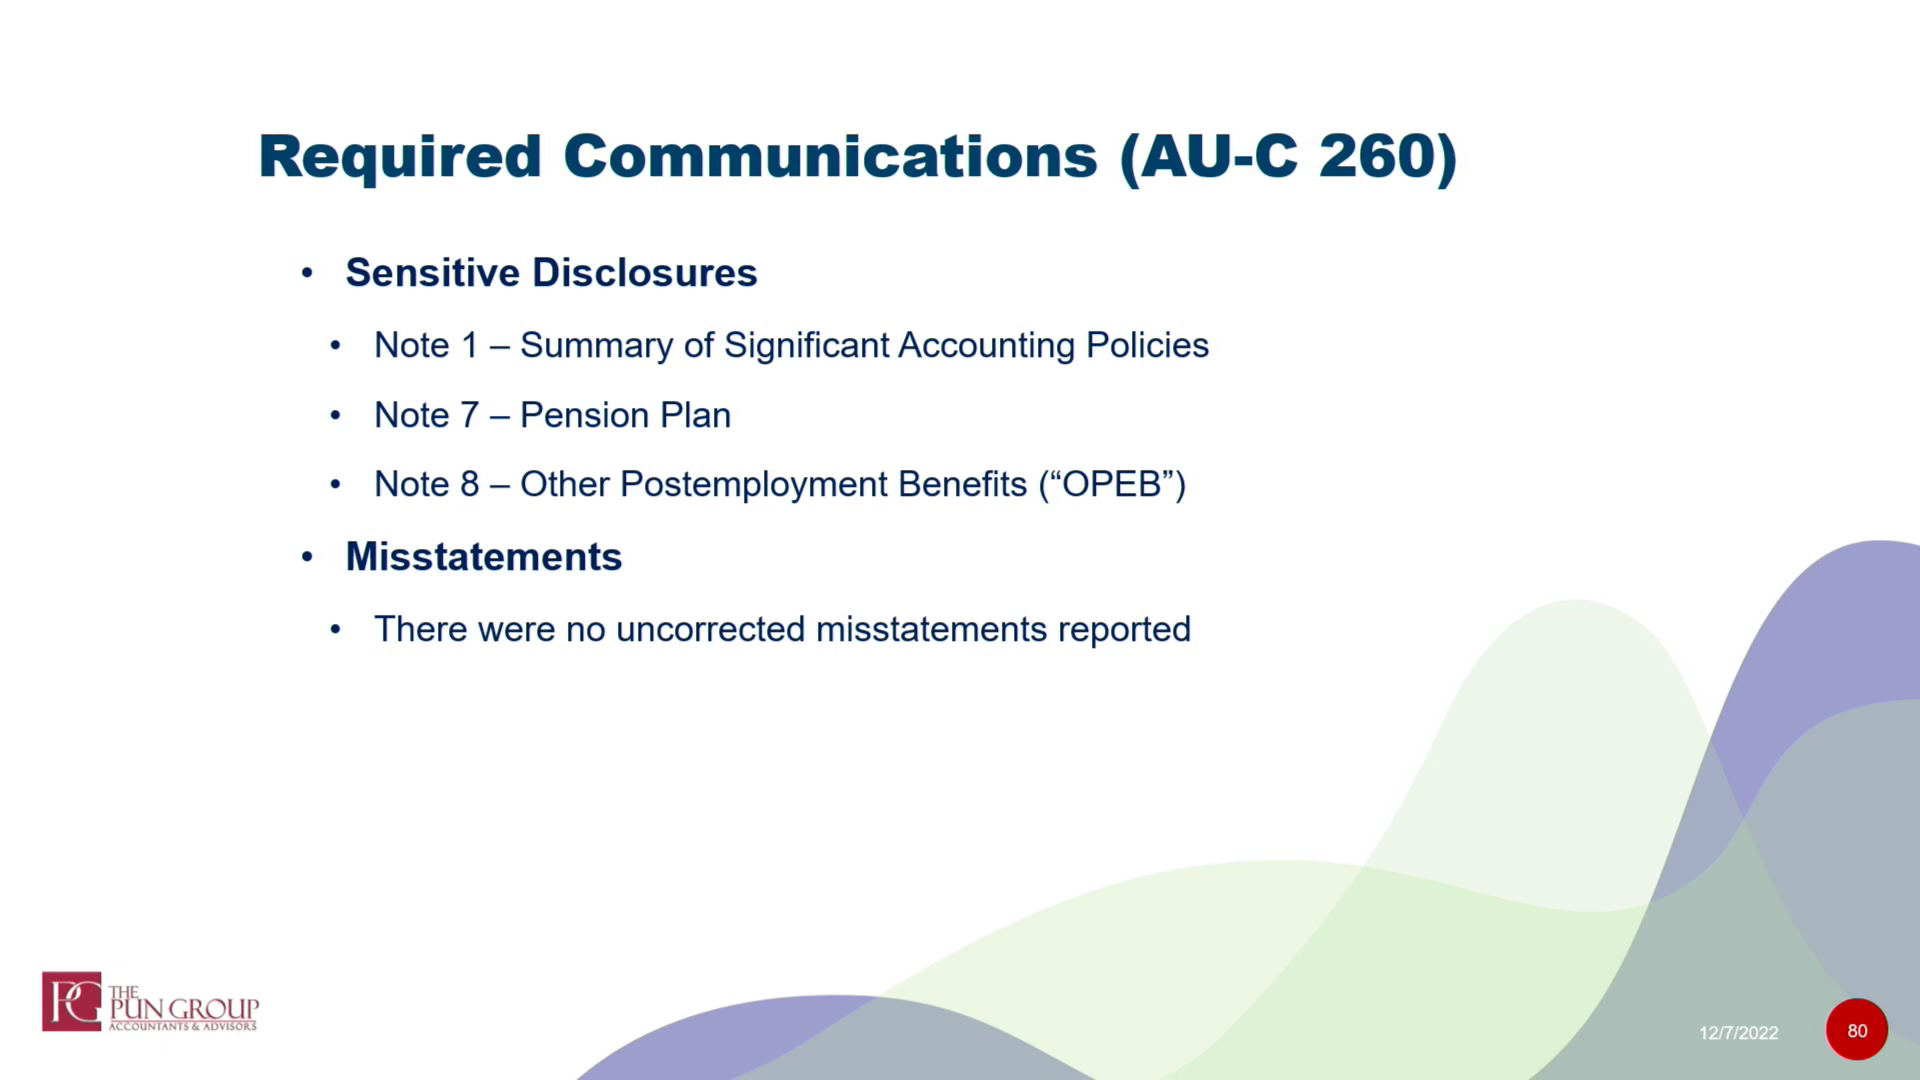 Required Communications (AU-C 260)
• Sensitive Disclosures
• Note 1 – Summary of Significant Accounting Policies
• Note 7 – Pension Plan
• Note 8 – Other Postemployment Benefits (“OPEB”)
• Misstatements
• There were no uncorrected misstatements reported
PG THE
PUN GROUP
ACCOUNTANTS & ADVISORS
12/7/2022
80